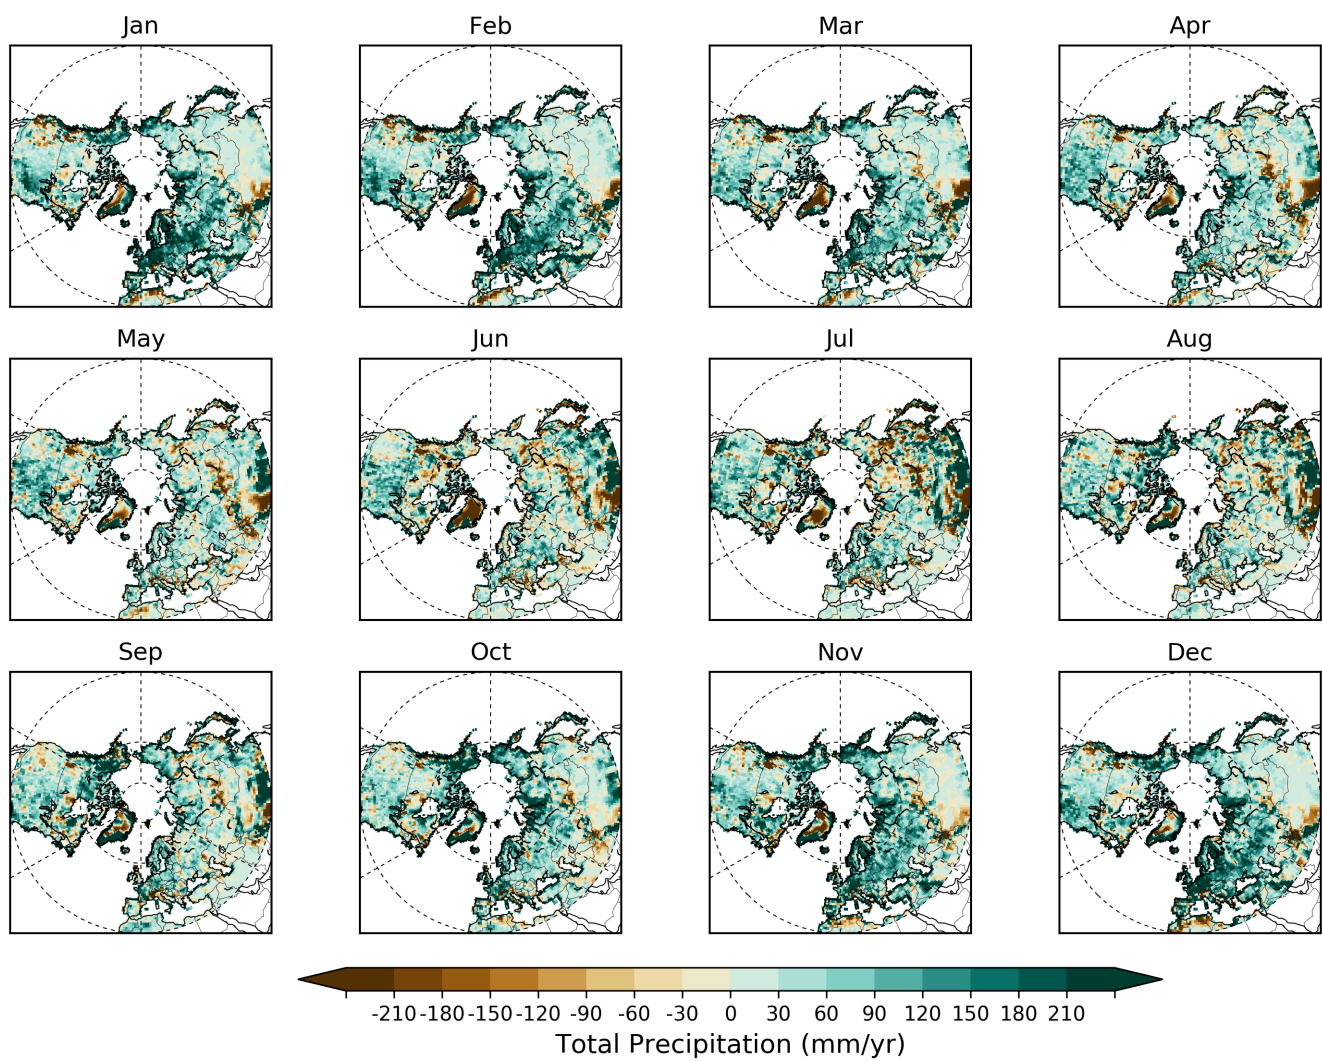 Jan Feb Mar Apr
May Jun Jul Aug
Sep Oct Nov Dec
-210 -180 -150 -120 -90 -60 -30 0 30 60 90 120 150 180 210
Total Precipitation (mm/yr)